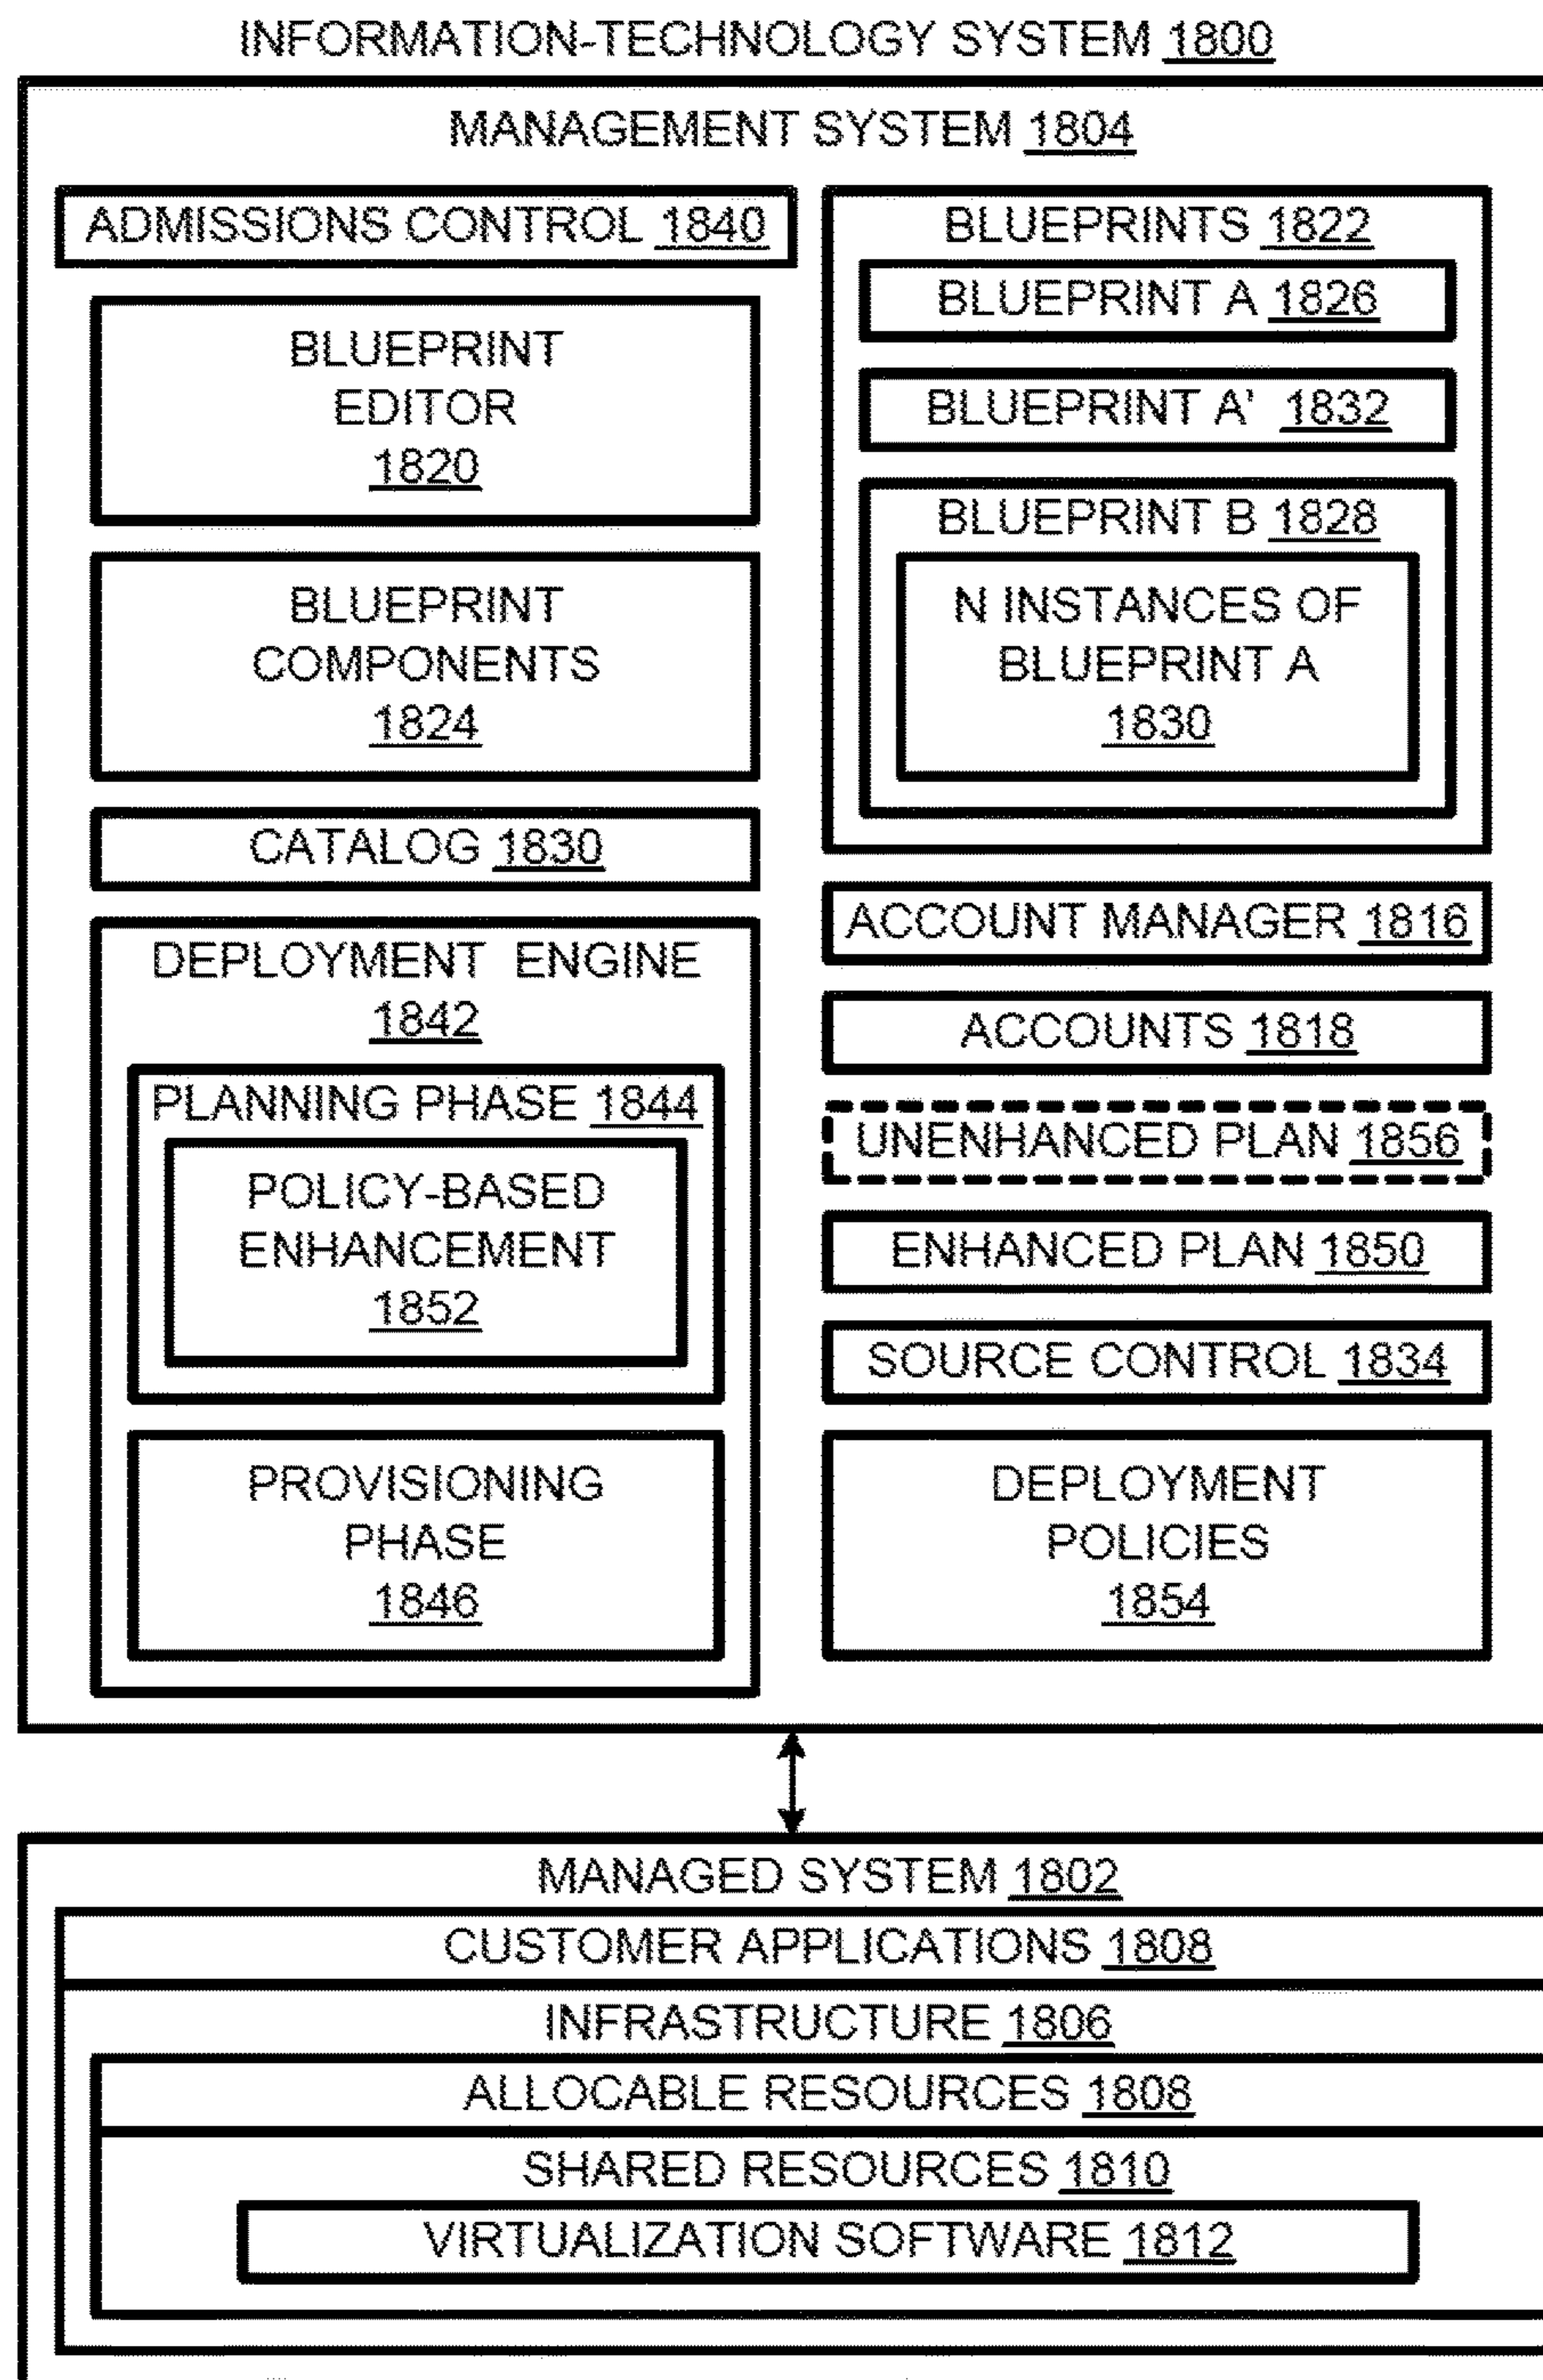 INFORMATION-TECHNOLOGY SYSTEM 1800
MANAGEMENT SYSTEM 1804
ADMISSIONS CONTROL 1840
BLUEPRINT
EDITOR
1820
BLUEPRINT
COMPONENTS
1824
CATALOG 1830
DEPLOYMENT ENGINE
1842
PLANNING PHASE 1844
POLICY-BASED
ENHANCEMENT
1852
PROVISIONING
PHASE
1846
BLUEPRINTS 1822
BLUEPRINT A 1826
BLUEPRINT A' 1832
BLUEPRINT B 1828
N INSTANCES OF
BLUEPRINT A
1830
ACCOUNT MANAGER 1816
ACCOUNTS 1818
UNENHANCED PLAN 1856
ENHANCED PLAN 1850
SOURCE CONTROL 1834
DEPLOYMENT
POLICIES
1854
MANAGED SYSTEM 1802
CUSTOMER APPLICATIONS 1808
INFRASTRUCTURE 1806
ALLOCABLE RESOURCES 1808
SHARED RESOURCES 1810
VIRTUALIZATION SOFTWARE 1812